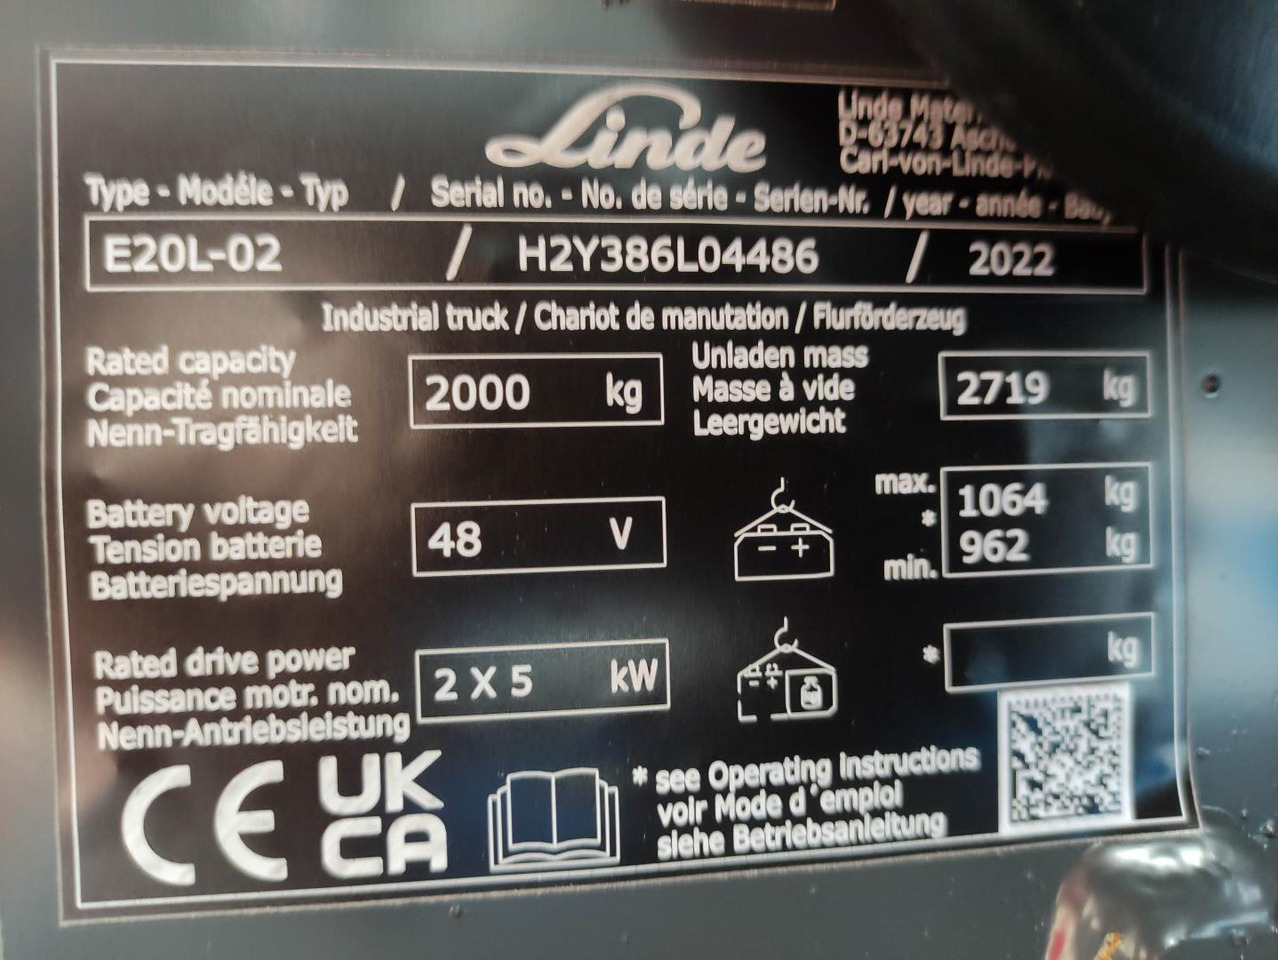 Linde
Linde Mater
D-63743 Asch
Carl-von-Linde-
Type - Modéle - Typ / Serial no. - No. de série - Serien-Nr. / year - année -
E20L-02 / H2Y386L04486 / 2022
Industrial truck / Chariot de manutation / Flurförderzeug
Rated capacity
Capacité nominale
Nenn-Tragfähigkeit
2000 kg
Unladen mass
Masse à vide
Leergewicht
2719 kg
Battery voltage
Tension batterie
Batteriespannung
48 V
- +
max. 1064 kg
*
min. 962 kg
Rated drive power
Puissance motr. nom.
Nenn-Antriebsleistung
2 X 5 kW
- +
kg
* kg
CE
UK
CA
* see Operating instructions
voir Mode d'emploi
siehe Betriebsanleitung